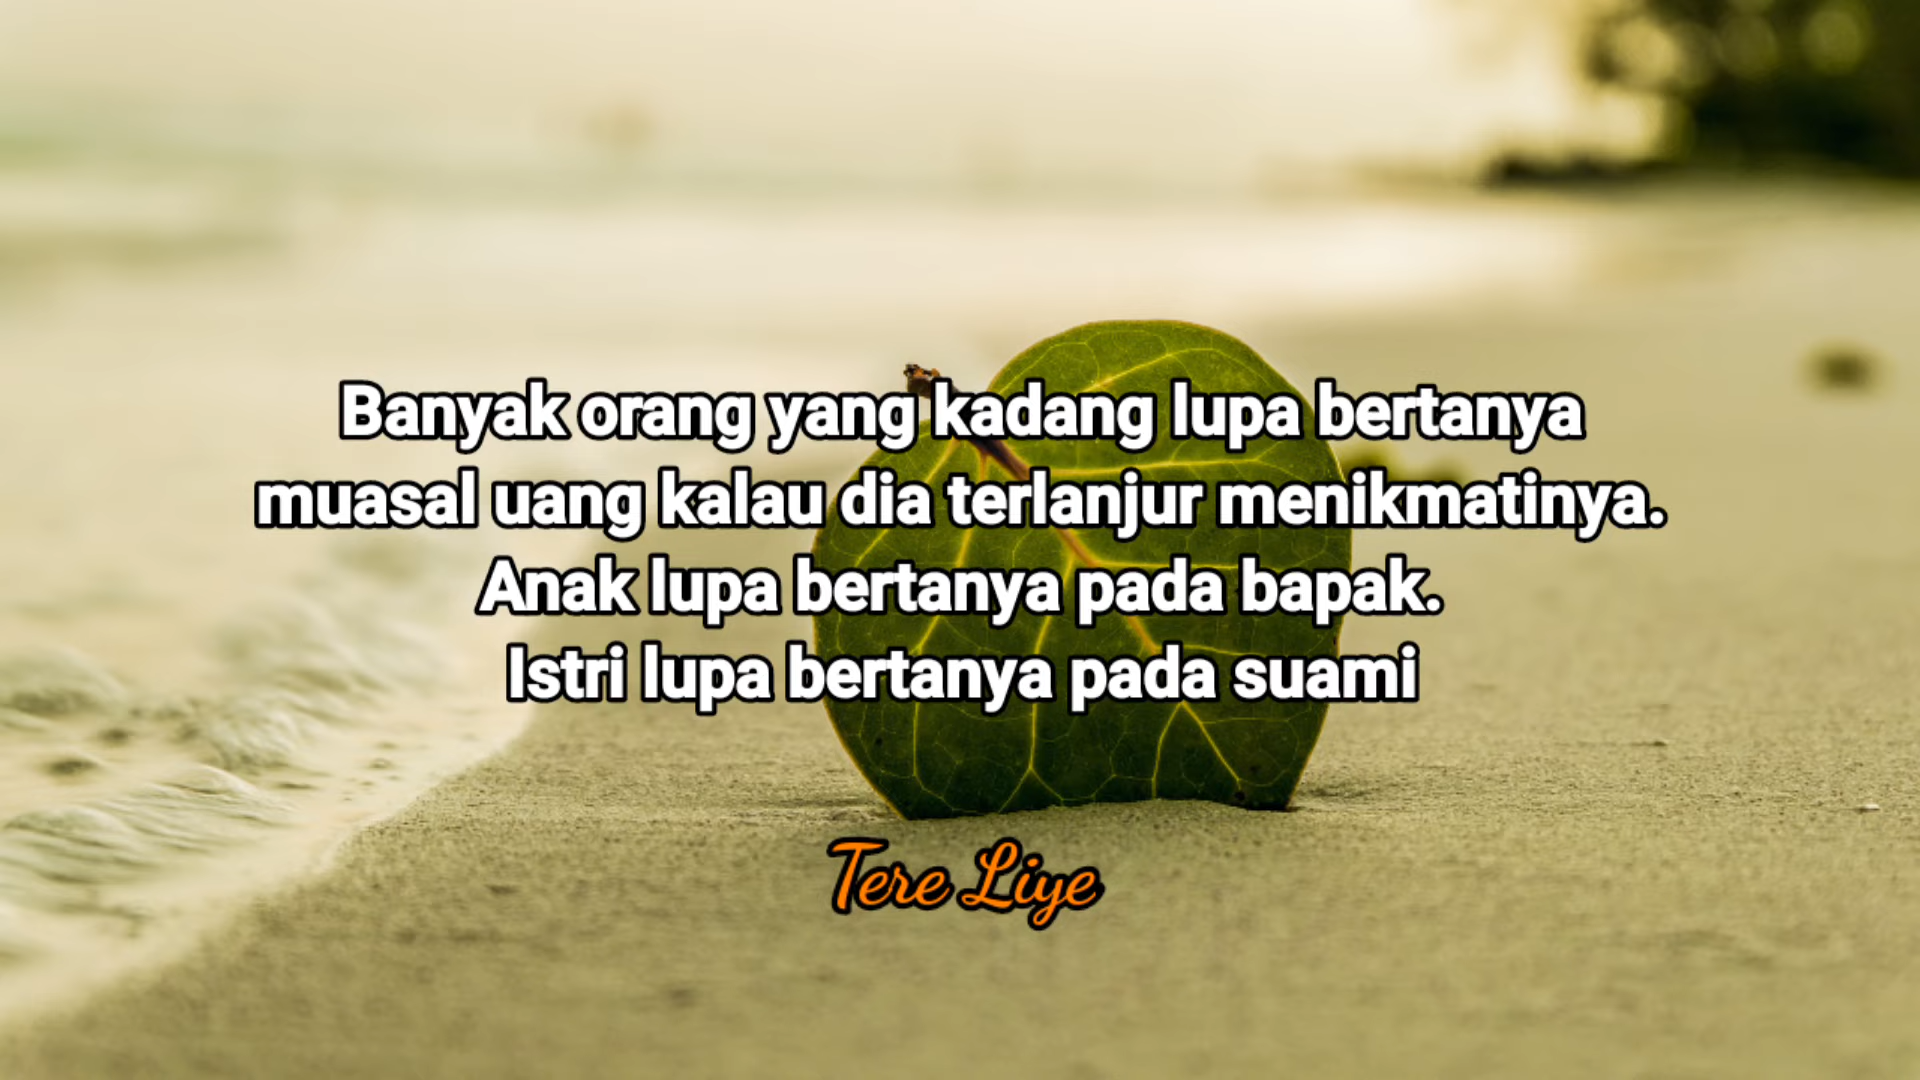 Banyak orang yang kadang lupa bertanya
muasal uang kalau dia terlanjur menikmatinya.
Anak lupa bertanya pada bapak.
Istri lupa bertanya pada suami
Tere Liye